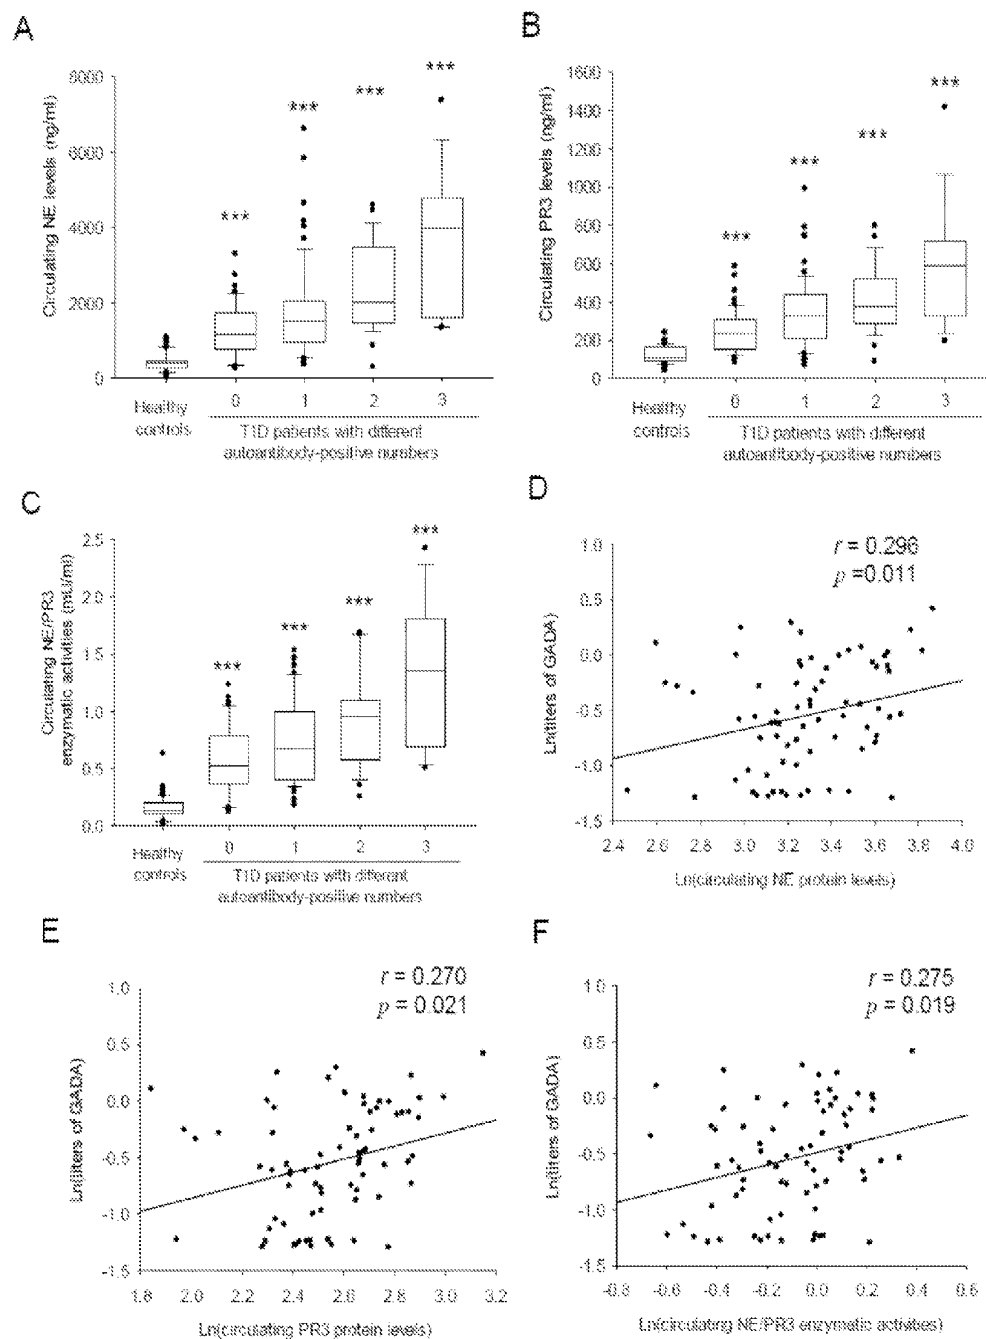 A
Circulating NE levels (ng/ml)
8000
6000
4000
2000
0
***
***
***
***
Healthy
controls
0
1
2
3
T1D patients with different
autoantibody-positive numbers
B
Circulating PR3 levels (ng/ml)
1600
1400
1200
1000
800
600
400
200
0
***
***
***
***
Healthy
controls
0
1
2
3
T1D patients with different
autoantibody-positive numbers
C
Circulating NE/PR3
enzymatic activities (mU/ml)
2.5
2.0
1.5
1.0
0.5
0.0
***
***
***
***
Healthy
controls
0
1
2
3
T1D patients with different
autoantibody-positive numbers
D
r = 0.296
p =0.011
Ln(titers of GADA)
1.0
0.5
0.0
-0.5
-1.0
-1.5
2.4
2.6
2.8
3.0
3.2
3.4
3.6
3.8
4.0
Ln(circulating NE protein levels)
E
r = 0.270
p = 0.021
Ln(titers of GADA)
1.0
0.5
0.0
-0.5
-1.0
-1.5
1.8
2.0
2.2
2.4
2.6
2.8
3.0
3.2
Ln(circulating PR3 protein levels)
F
r = 0.275
p = 0.019
Ln(titers of GADA)
1.0
0.5
0.0
-0.5
-1.0
-1.5
-0.8
-0.6
-0.4
-0.2
0.0
0.2
0.4
0.6
Ln(circulating NE/PR3 enzymatic activities)